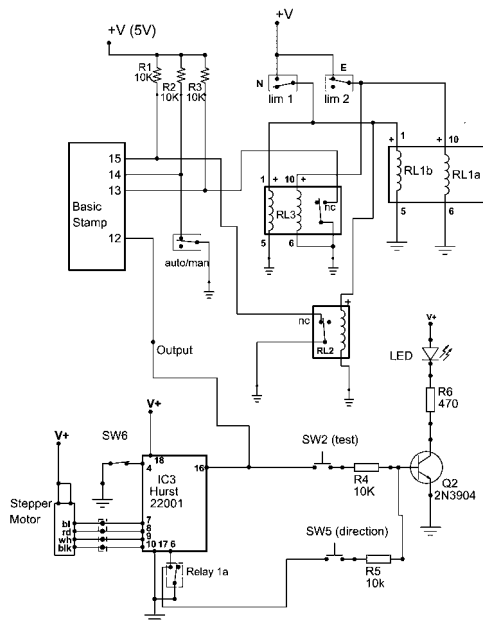 +V (5V)
+V
R1
10K
R2
10K
R3
10K
N
lim 1
E
lim 2
Basic
Stamp
15
14
13
12
auto/man
1
+
10
+
nc
RL3
5
6
1
+
10
+
RL1b
RL1a
5
6
nc
+
RL2
Output
V+
LED
R6
470
Q2
2N3904
V+
SW6
18
4
16
IC3
Hurst
22001
7
8
9
10
17
6
V+
Stepper
Motor
bl
rd
wh
blk
Relay 1a
SW2 (test)
R4
10K
SW5 (direction)
R5
10k